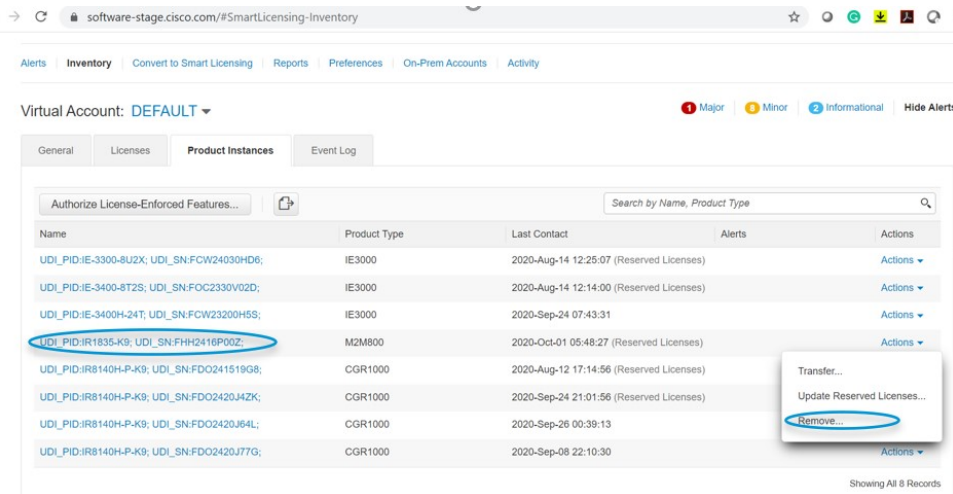 software-stage.cisco.com/#SmartLicensing-Inventory
Alerts Inventory Convert to Smart Licensing Reports Preferences On-Prem Accounts Activity
Virtual Account: DEFAULT 1 Major 8 Minor 2 Informational Hide Alerts
General Licenses Product Instances Event Log
Authorize License-Enforced Features... Search by Name, Product Type
Name Product Type Last Contact Alerts Actions
UDI_PID:IE-3300-8U2X; UDI_SN:FCW24030HD6; IE3000 2020-Aug-14 12:25:07 (Reserved Licenses) Actions
UDI_PID:IE-3400-8T2S; UDI_SN:FOC2330V02D; IE3000 2020-Aug-14 12:14:00 (Reserved Licenses) Actions
UDI_PID:IE-3400H-24T; UDI_SN:FCW23200H5S; IE3000 2020-Sep-24 07:43:31 Actions
UDI_PID:IR1835-K9; UDI_SN:FHH2416P00Z; M2M800 2020-Oct-01 05:48:27 (Reserved Licenses) Actions
UDI_PID:IR8140H-P-K9; UDI_SN:FDO241519G8; CGR1000 2020-Aug-12 17:14:56 (Reserved Licenses)
Transfer...
UDI_PID:IR8140H-P-K9; UDI_SN:FDO2420J4ZK; CGR1000 2020-Sep-24 21:01:56 (Reserved Licenses)
Update Reserved Licenses...
UDI_PID:IR8140H-P-K9; UDI_SN:FDO2420J64L; CGR1000 2020-Sep-26 00:39:13
Remove...
UDI_PID:IR8140H-P-K9; UDI_SN:FDO2420J77G; CGR1000 2020-Sep-08 22:10:30 Actions
Showing All 8 Records